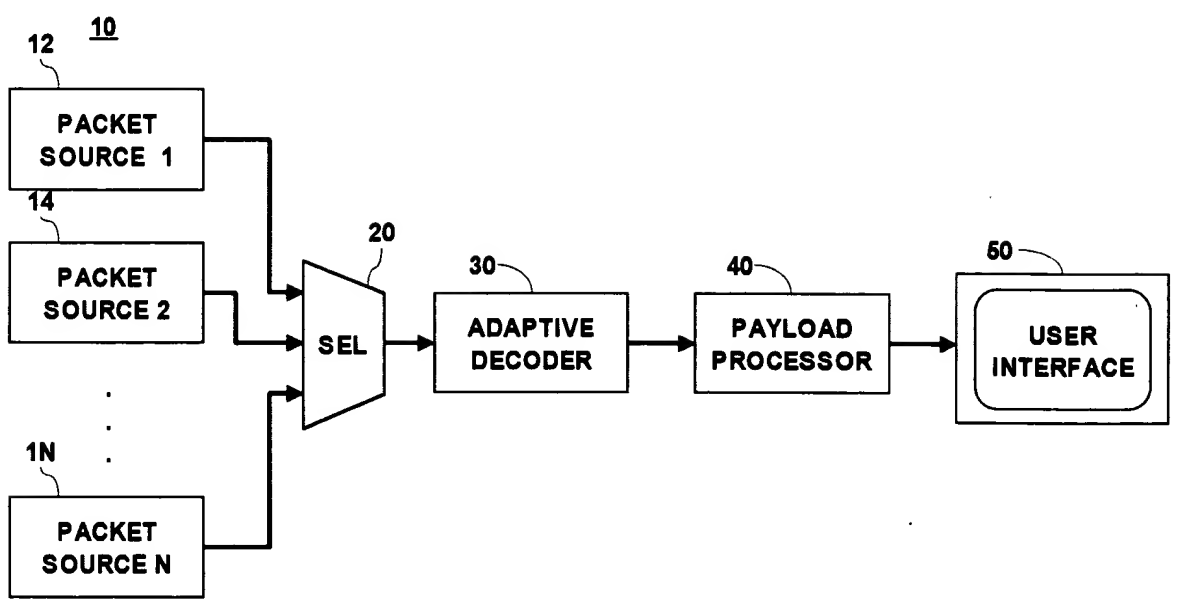 10
12
PACKET
SOURCE 1
14
PACKET
SOURCE 2
1N
PACKET
SOURCE N
20
SEL
30
ADAPTIVE
DECODER
40
PAYLOAD
PROCESSOR
50
USER
INTERFACE